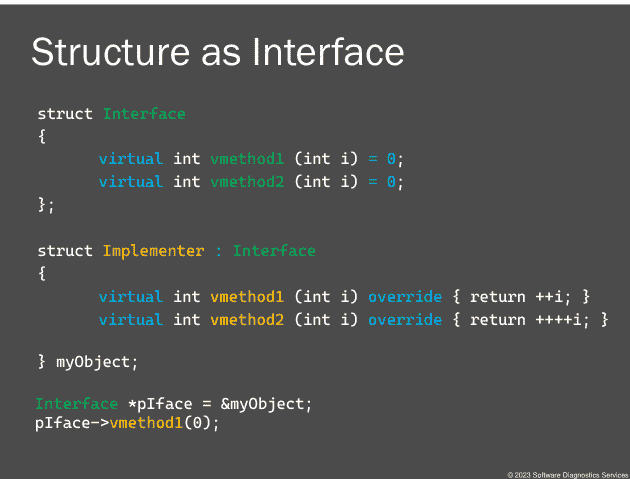 Structure as Interface
struct Interface
{
virtual int vmethod1 (int i) = 0;
virtual int vmethod2 (int i) = 0;
};
struct Implementer : Interface
{
virtual int vmethod1 (int i) override { return ++i; }
virtual int vmethod2 (int i) override { return ++++i; }
} myObject;
Interface *pIface = &myObject;
pIface->vmethod1(0);
© 2023 Software Diagnostics Services